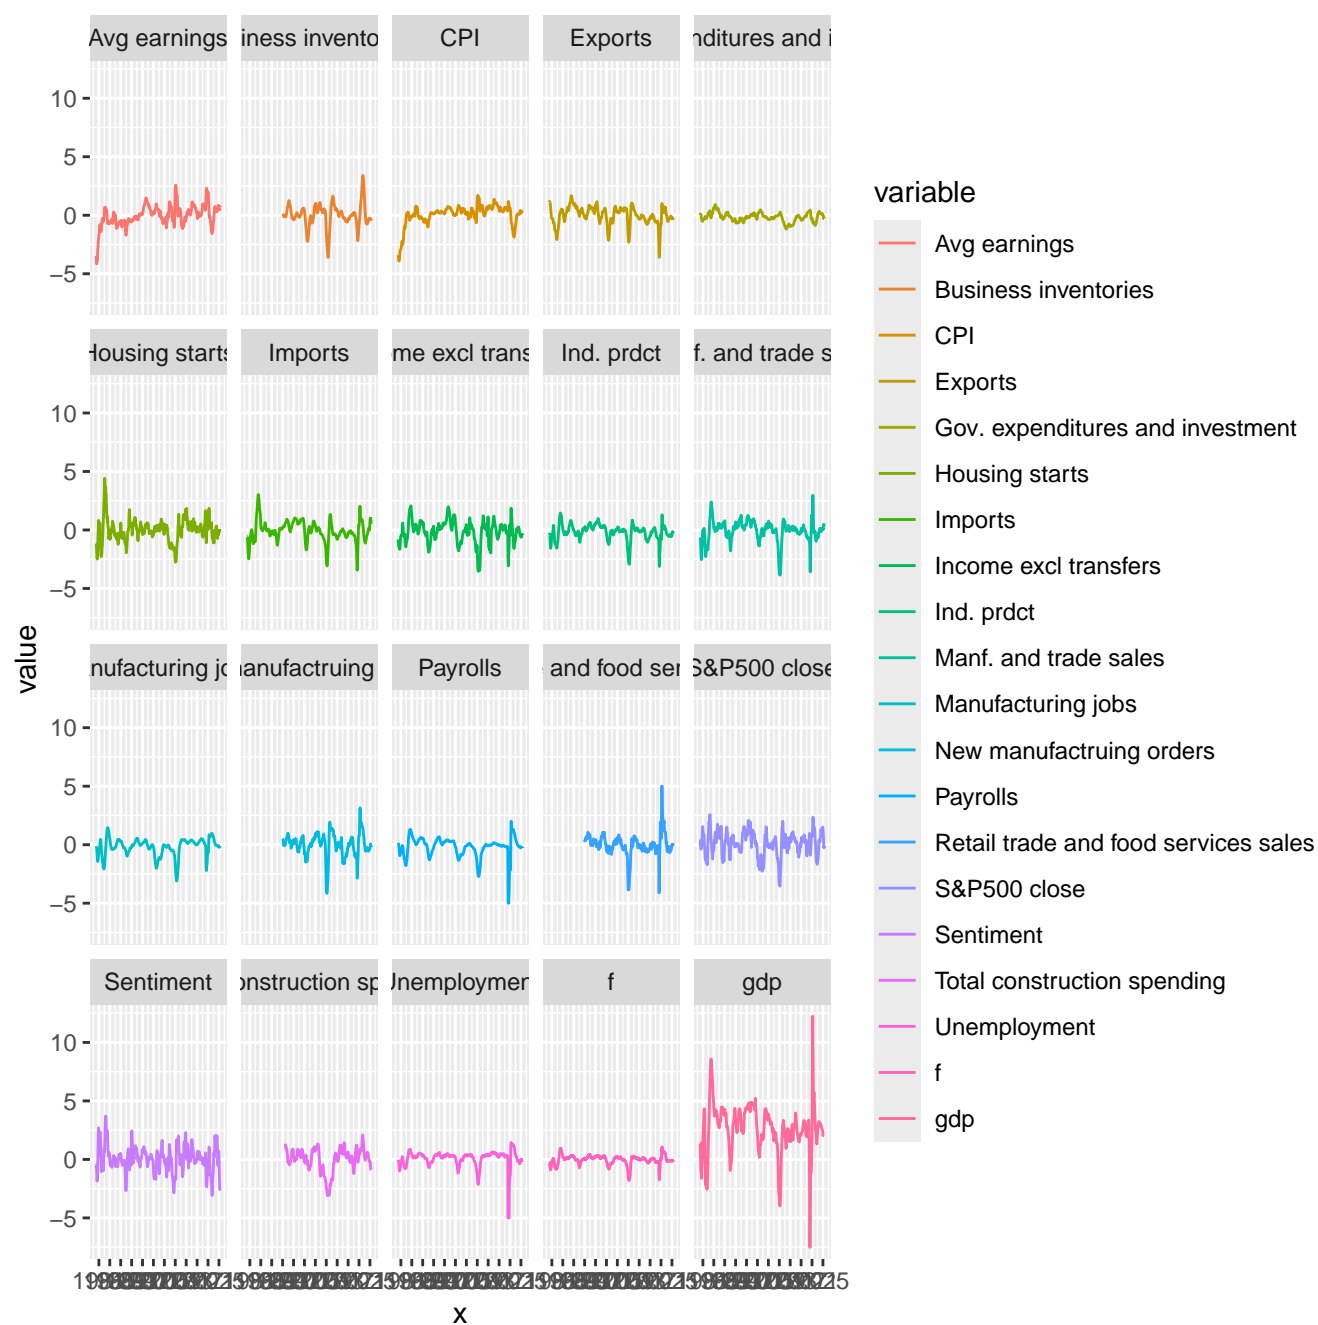 Avg earnings
iness invento
CPI
Exports
nditures and i
10
5
0
−5
Housing starts
Imports
me excl trans
Ind. prdct
f. and trade s
10
5
0
−5
nufacturing jo
anufactruing
Payrolls
and food ser
S&P500 close
10
5
0
−5
Sentiment
onstruction sp
Unemploymen
f
gdp
10
5
0
−5
value
x
variable
Avg earnings
Business inventories
CPI
Exports
Gov. expenditures and investment
Housing starts
Imports
Income excl transfers
Ind. prdct
Manf. and trade sales
Manufacturing jobs
New manufactruing orders
Payrolls
Retail trade and food services sales
S&P500 close
Sentiment
Total construction spending
Unemployment
f
gdp